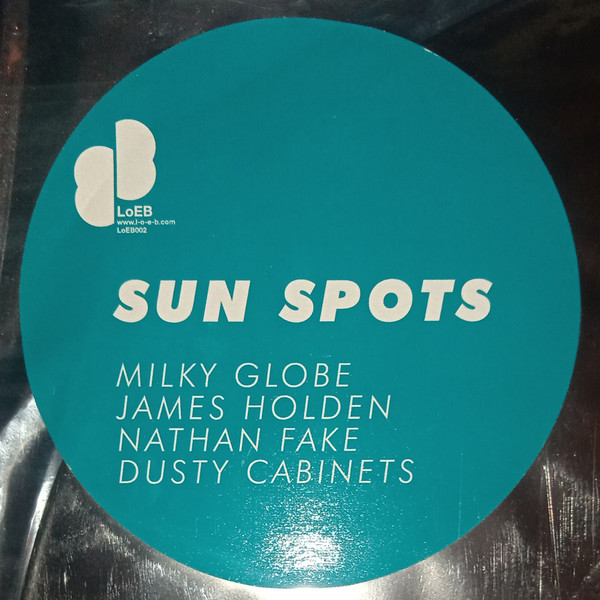 LoEB
www.l-o-e-b.com
LoEB002
SUN SPOTS
MILKY GLOBE
JAMES HOLDEN
NATHAN FAKE
DUSTY CABINETS